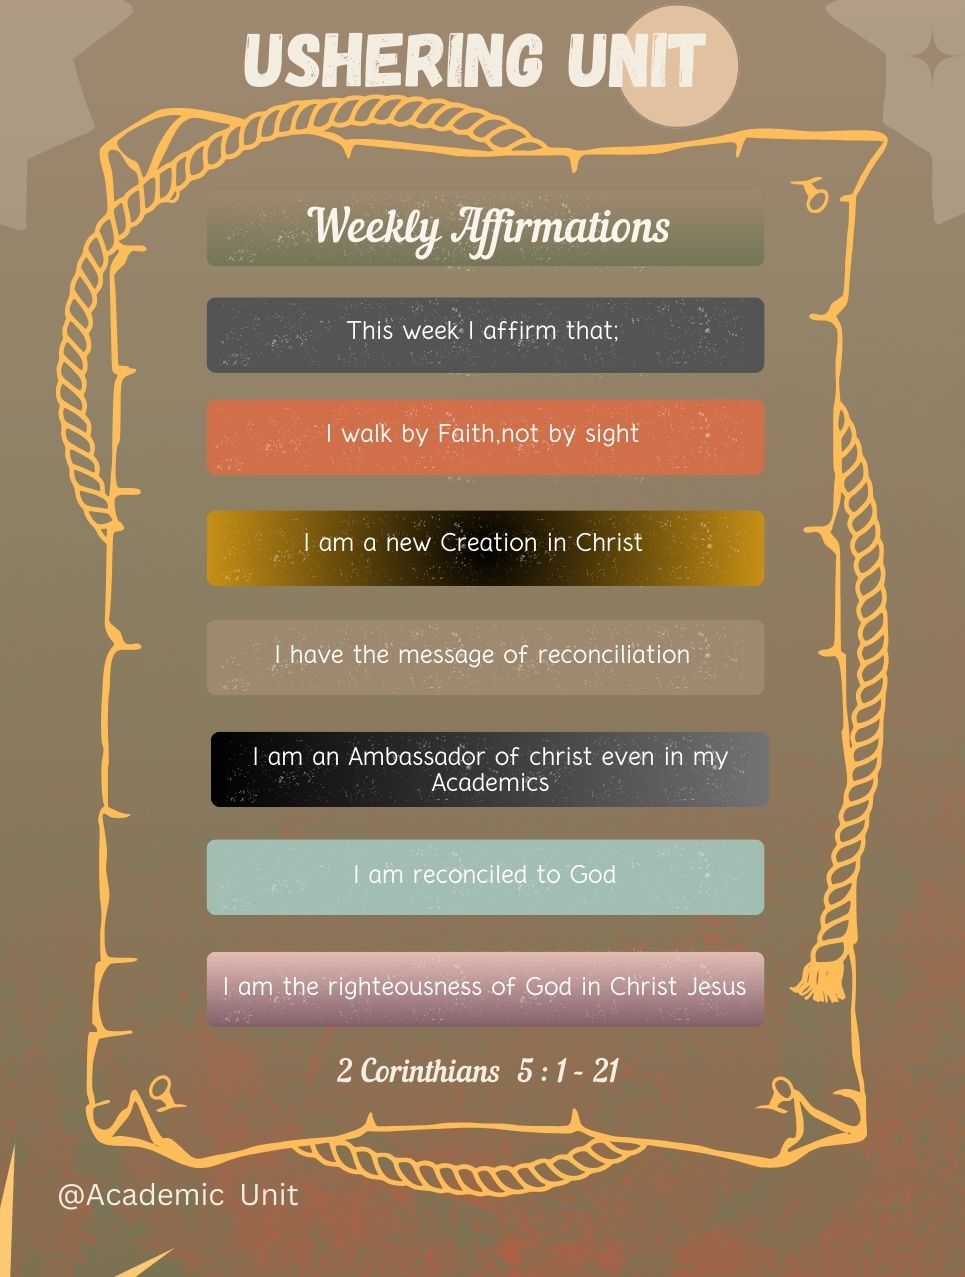 USHERING UNIT
Weekly Affirmations
This week I affirm that;
I walk by Faith,not by sight
I am a new Creation in Christ
I have the message of reconciliation
I am an Ambassador of christ even in my
Academics
I am reconciled to God
I am the righteousness of God in Christ Jesus
2 Corinthians 5 : 1 - 21
@Academic Unit